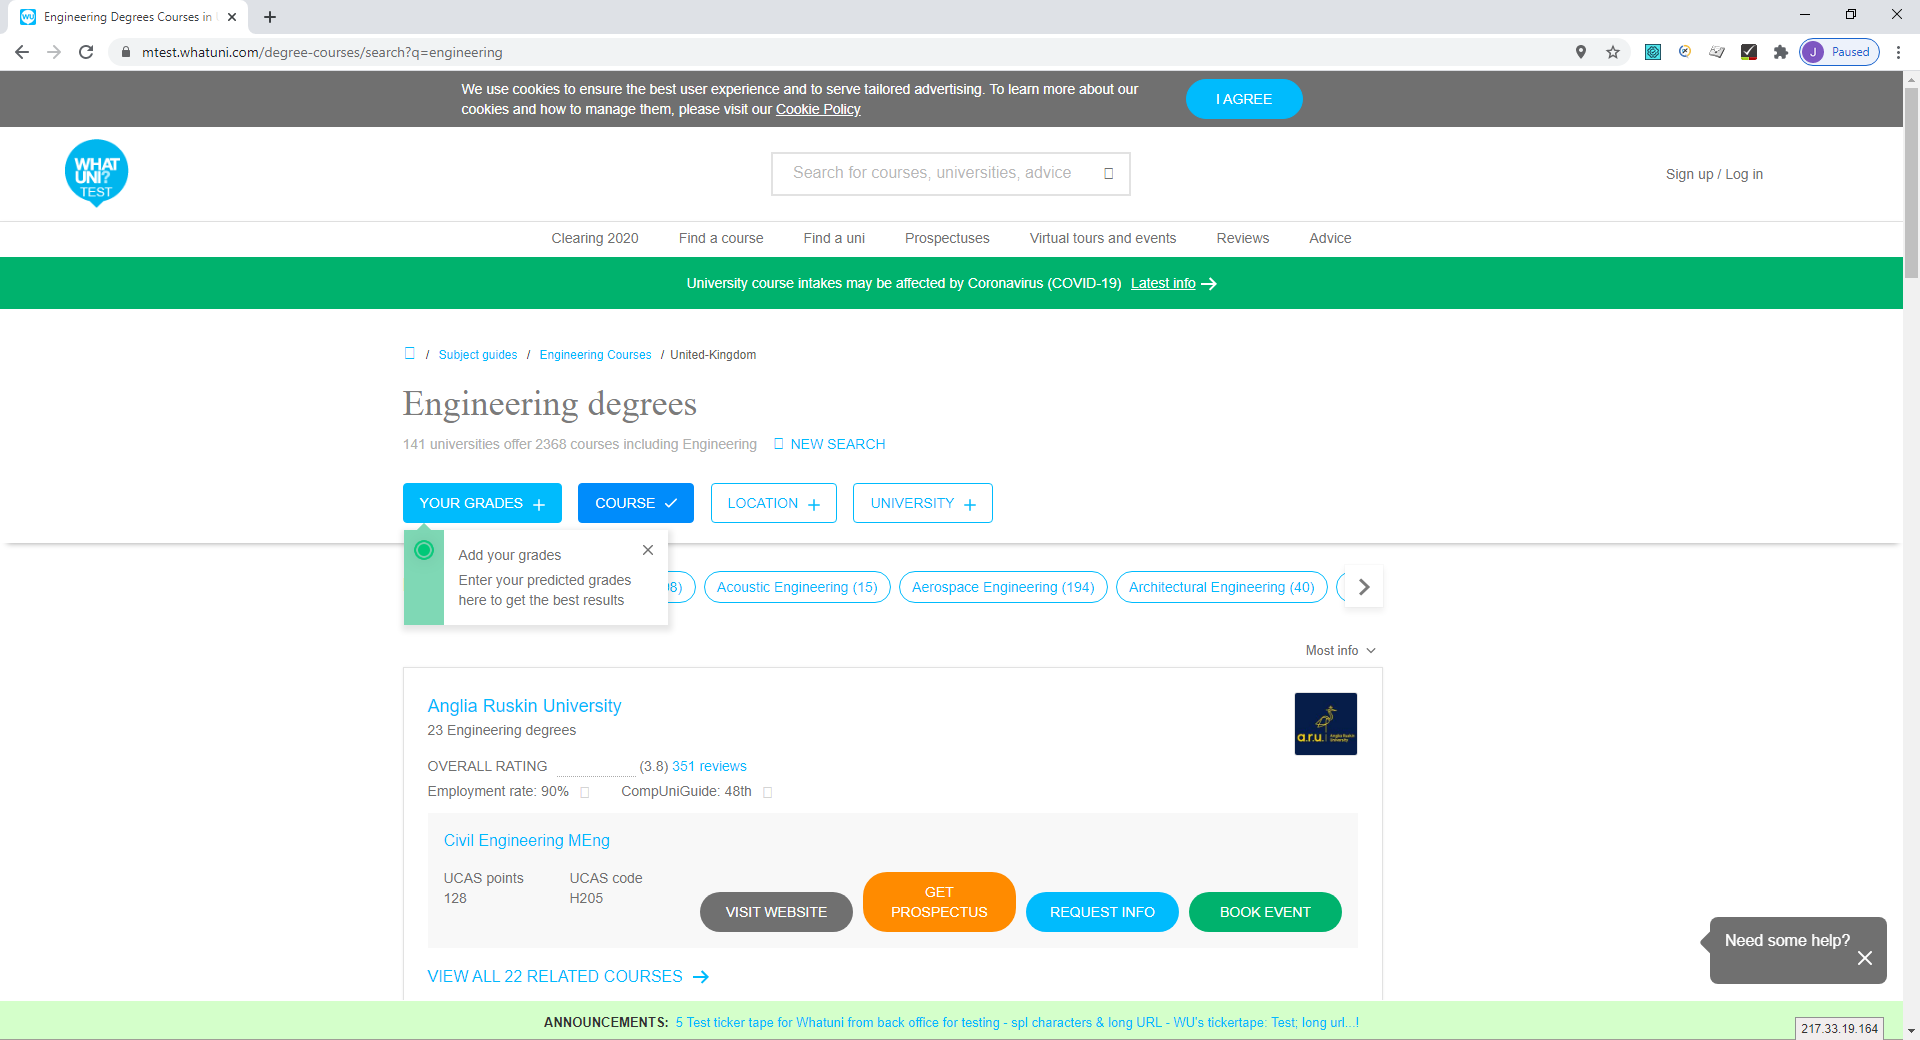 Engineering Degrees Courses in
mtest.whatuni.com/degree-courses/search?q=engineering
J Paused
We use cookies to ensure the best user experience and to serve tailored advertising. To learn more about our
cookies and how to manage them, please visit our Cookie Policy
I AGREE
WHAT
UNI?
TEST
Search for courses, universities, advice
Sign up / Log in
Clearing 2020 Find a course Find a uni Prospectuses Virtual tours and events Reviews Advice
University course intakes may be affected by Coronavirus (COVID-19) Latest info
/ Subject guides / Engineering Courses / United-Kingdom
Engineering degrees
141 universities offer 2368 courses including Engineering NEW SEARCH
YOUR GRADES COURSE LOCATION UNIVERSITY
Add your grades
Enter your predicted grades
here to get the best results
8) Acoustic Engineering (15) Aerospace Engineering (194) Architectural Engineering (40)
Most info
Anglia Ruskin University
23 Engineering degrees
a.r.u. Anglia Ruskin
University
OVERALL RATING (3.8) 351 reviews
Employment rate: 90% CompUniGuide: 48th
Civil Engineering MEng
UCAS points UCAS code
128 H205
VISIT WEBSITE
GET
PROSPECTUS
REQUEST INFO
BOOK EVENT
VIEW ALL 22 RELATED COURSES
Need some help?
ANNOUNCEMENTS: 5 Test ticker tape for Whatuni from back office for testing - spl characters & long URL - WU's tickertape: Test; long url...!
217.33.19.164